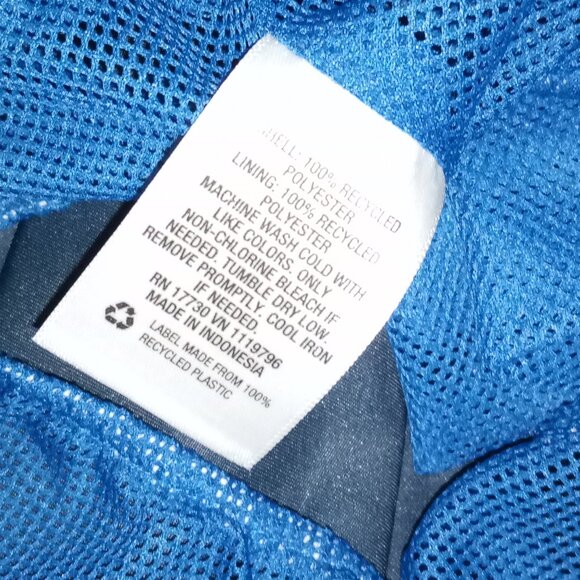 SHELL: 100% RECYCLED
POLYESTER
LINING: 100% RECYCLED
POLYESTER
MACHINE WASH COLD WITH
LIKE COLORS. ONLY
NON-CHLORINE BLEACH IF
NEEDED. TUMBLE DRY LOW.
REMOVE PROMPTLY. COOL IRON
IF NEEDED.
RN 17730 VN 1119796
MADE IN INDONESIA
LABEL MADE FROM 100%
RECYCLED PLASTIC